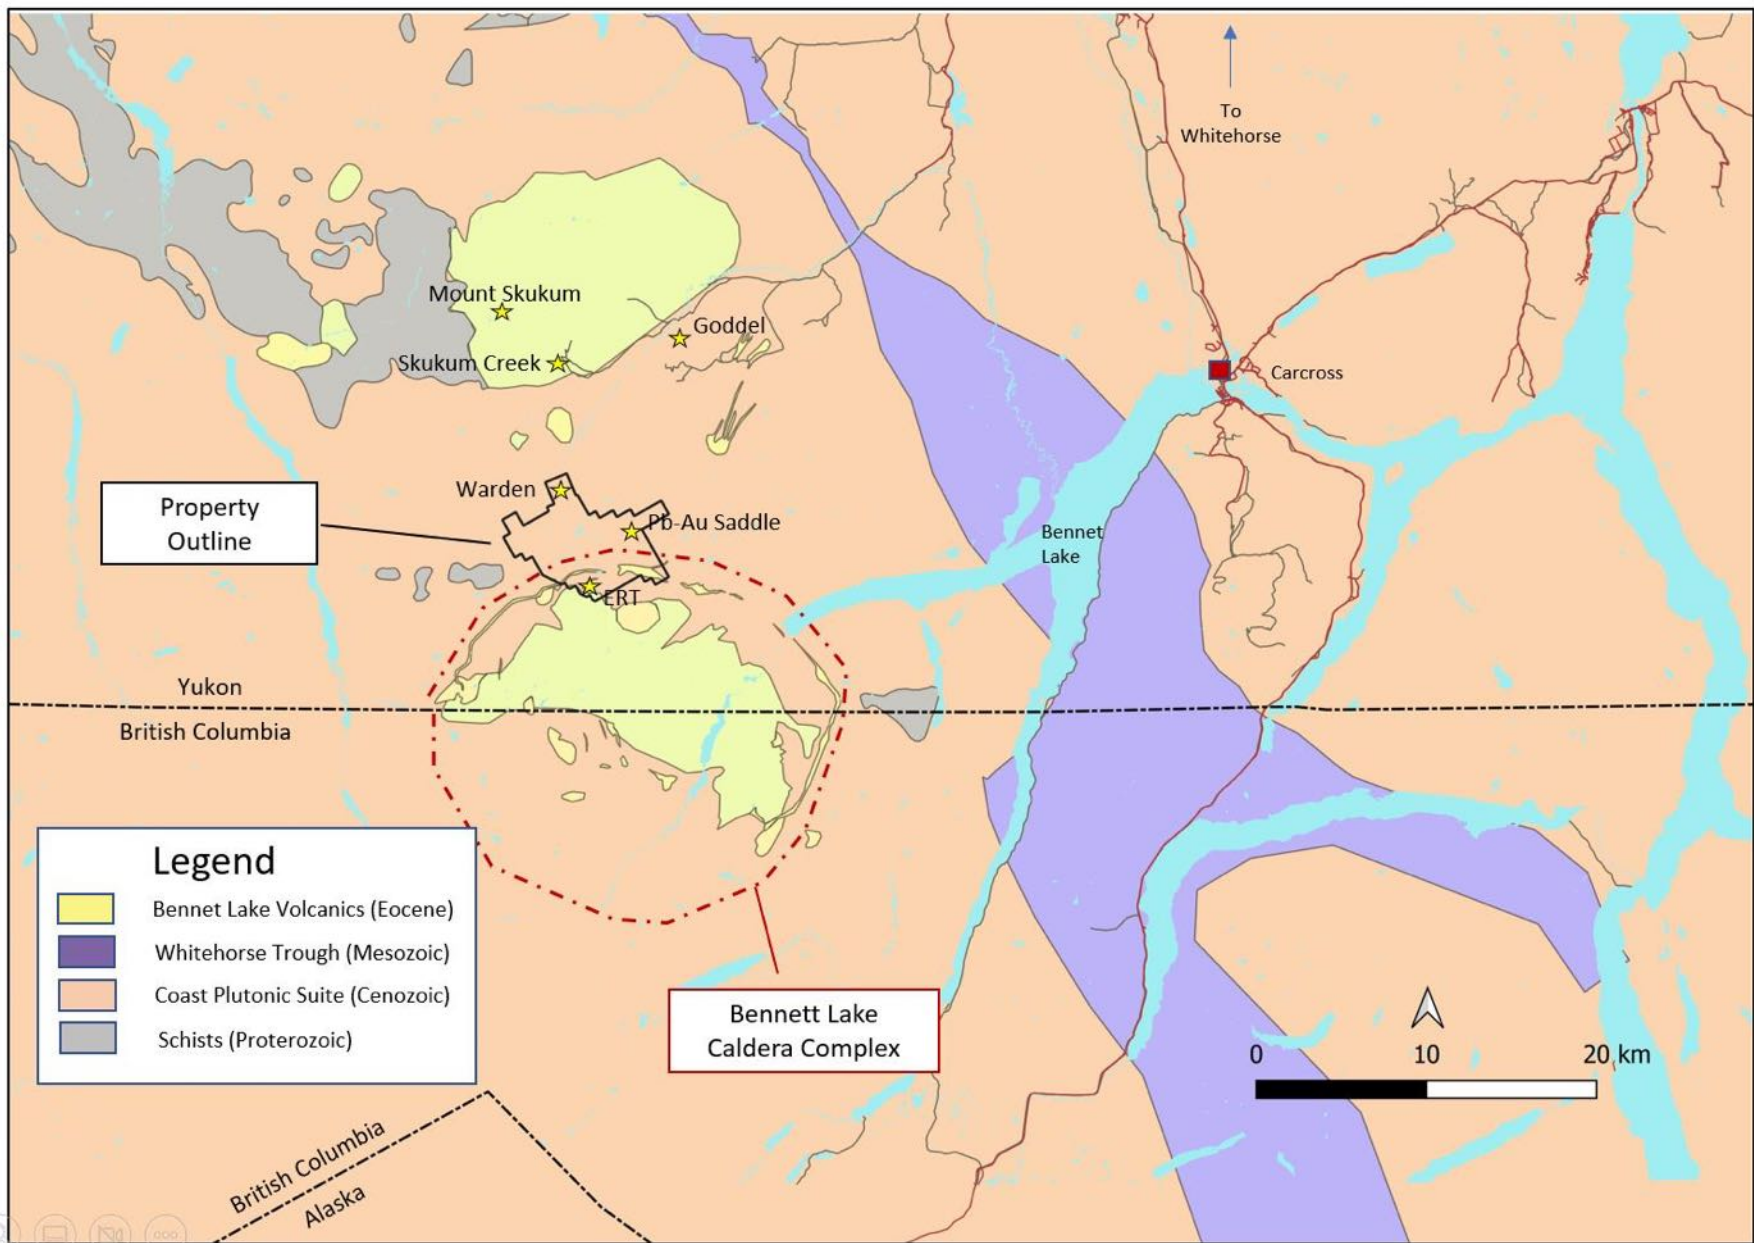 To
Whitehorse
Mount Skukum
Goddel
Skukum Creek
Carcross
Warden
Property
Outline
Pb-Au Saddle
Bennet
Lake
ERT
Yukon
British Columbia
Legend
Bennet Lake Volcanics (Eocene)
Whitehorse Trough (Mesozoic)
Coast Plutonic Suite (Cenozoic)
Schists (Proterozoic)
Bennett Lake
Caldera Complex
0 10 20 km
British Columbia
Alaska